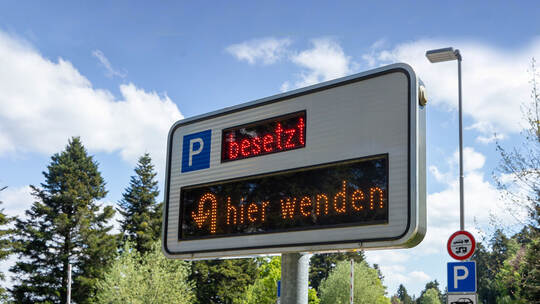 P besetzt
hier wenden
P